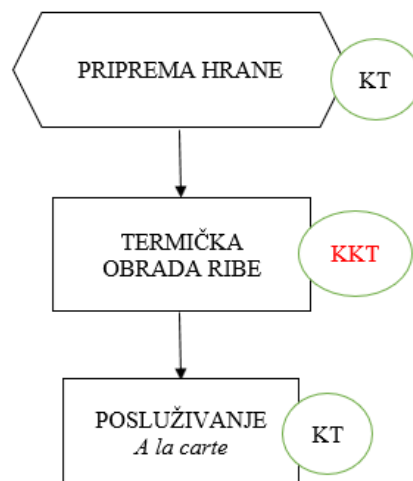 PRIPREMA HRANE
KT
TERMIČKA
OBRADA RIBE
KKT
POSLUŽIVANJE
A la carte
KT